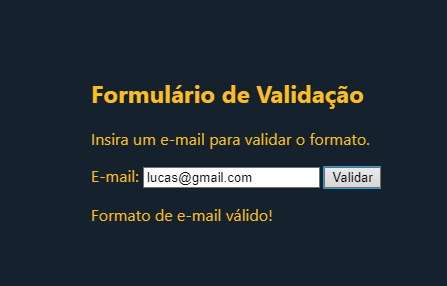 Formulário de Validação
Insira um e-mail para validar o formato.
E-mail: lucas@gmail.com Validar
Formato de e-mail válido!